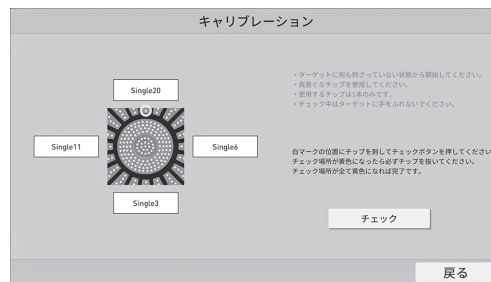 キャリブレーション
Single20
Single11
Single6
Single3
・ターゲットに何も刺さっていない状態から開始してください。
・真直ぐなチップを使用してください。
・使用するチップは1本のみです。
・チェック中はターゲットに手をふれないでください。
白マークの位置にチップを刺してチェックボタンを押してください
チェック場所が黄色になったら必ずチップを抜いてください。
チェック場所が全て黄色になれば完了です。
チェック
戻る